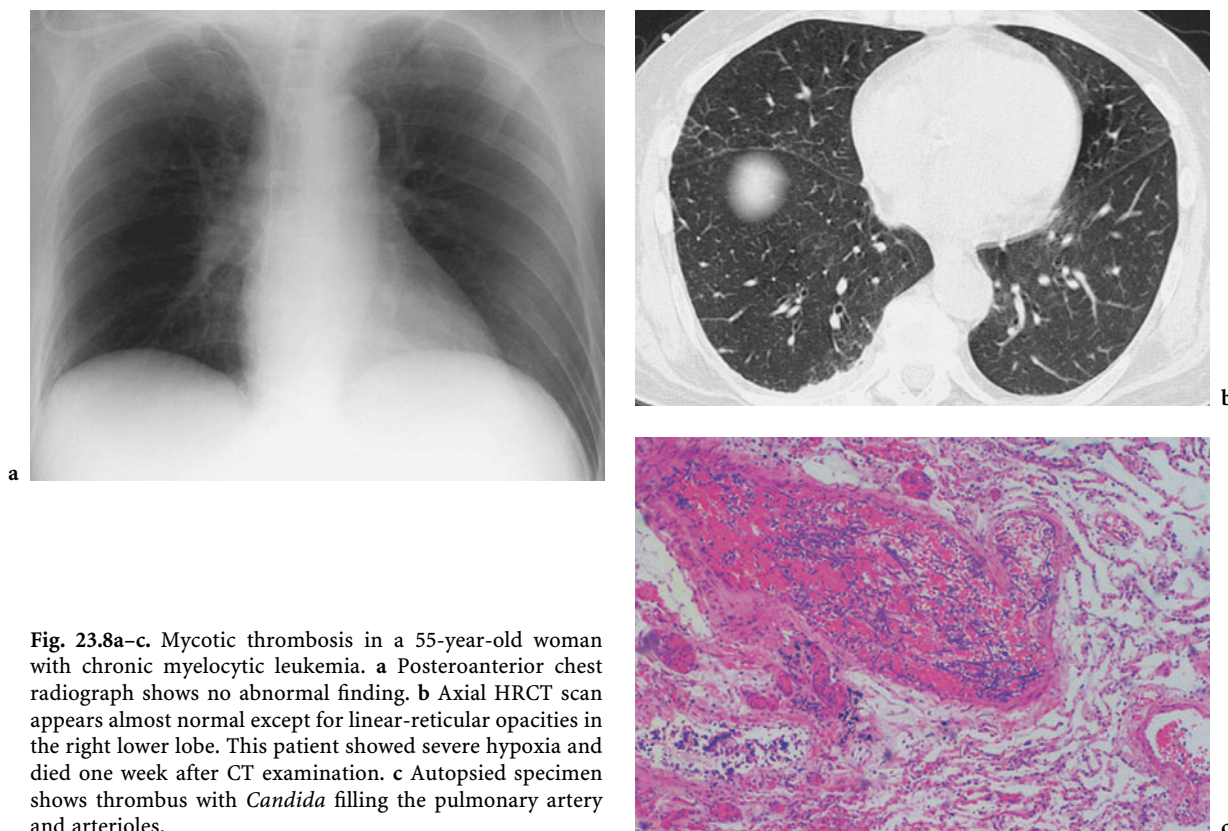 a
b
c
Fig. 23.8a–c. Mycotic thrombosis in a 55-year-old woman
with chronic myelocytic leukemia. a Posteroanterior chest
radiograph shows no abnormal finding. b Axial HRCT scan
appears almost normal except for linear-reticular opacities in
the right lower lobe. This patient showed severe hypoxia and
died one week after CT examination. c Autopsied specimen
shows thrombus with Candida filling the pulmonary artery
and arterioles.